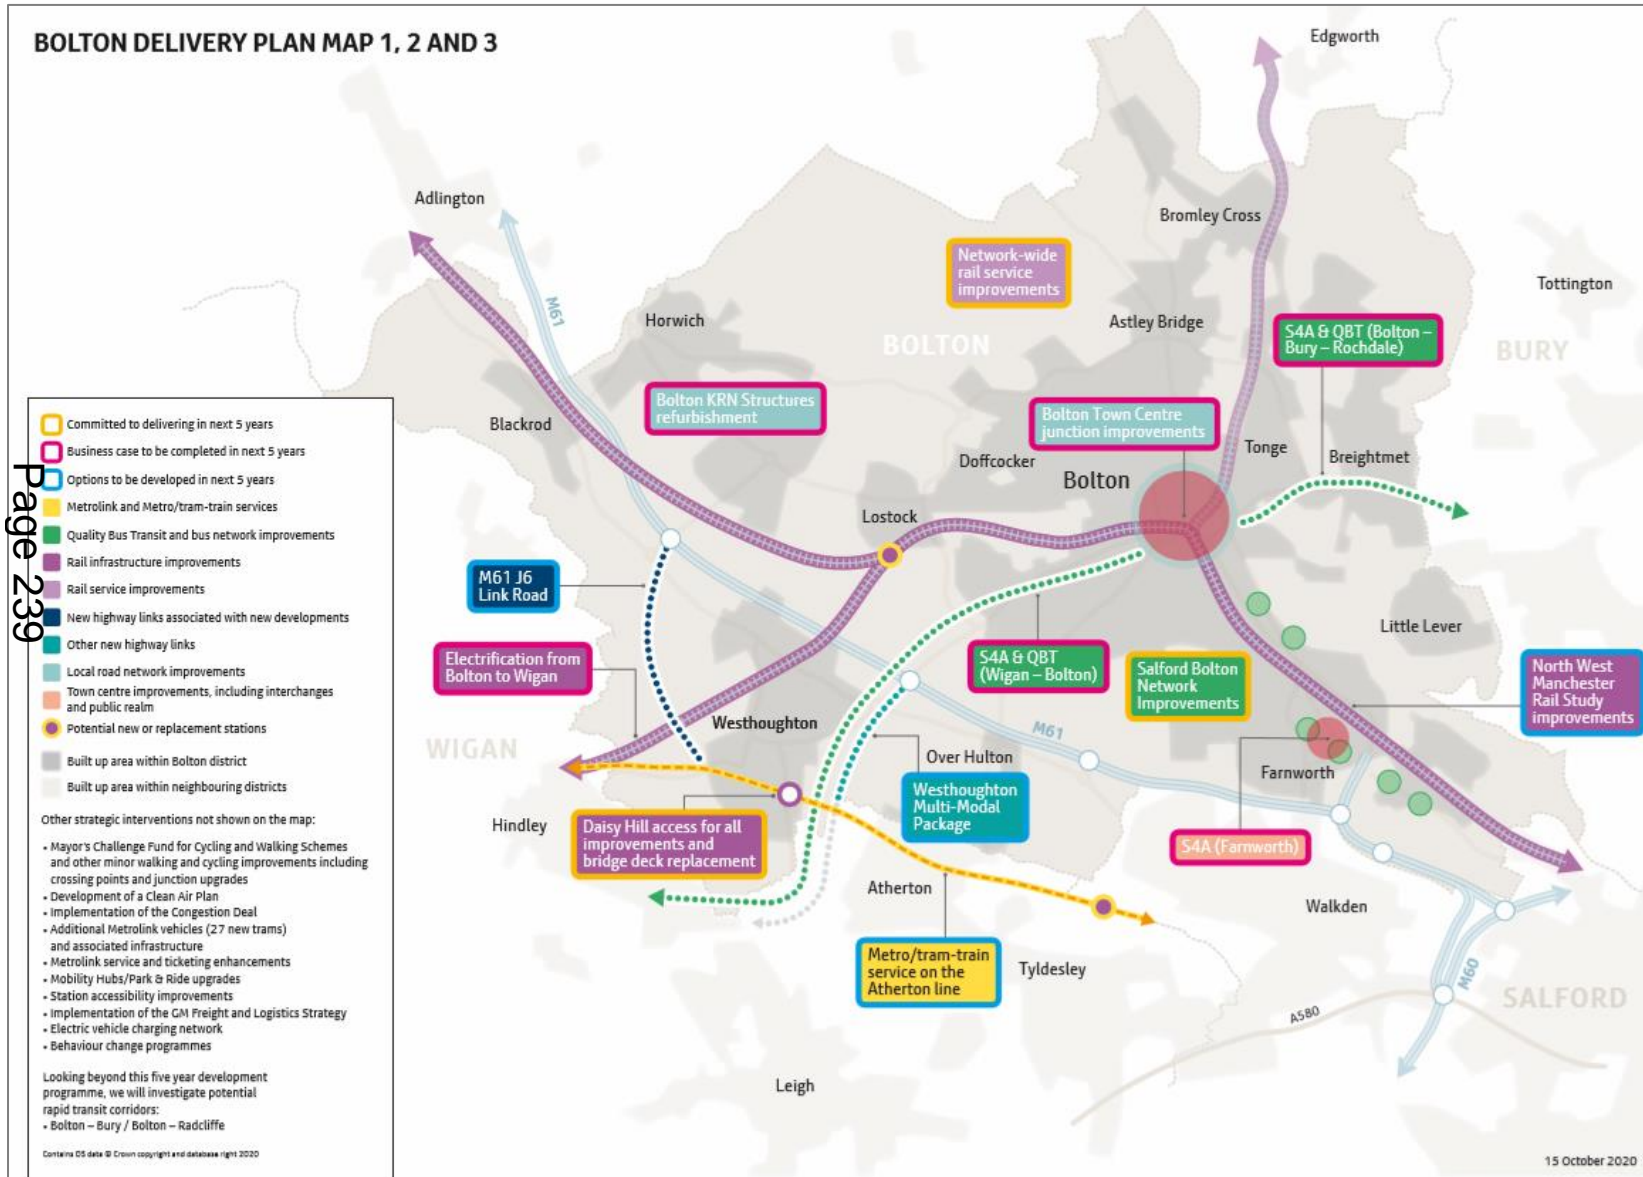 BOLTON DELIVERY PLAN MAP 1, 2 AND 3
Edgworth
Adlington
Bromley Cross
M61
Network-wide
rail service
improvements
Tottington
Horwich
Astley Bridge
S4A & QBT (Bolton –
Bury – Rochdale)
BOLTON
BURY
Bolton KRN Structures
refurbishment
Bolton Town Centre
junction improvements
Blackrod
Doffcocker
Tonge
Breightmet
Bolton
Lostock
M61 J6
Link Road
Little Lever
Electrification from
Bolton to Wigan
S4A & QBT
(Wigan – Bolton)
Salford Bolton
Network
Improvements
North West
Manchester
Rail Study
improvements
Westhoughton
WIGAN
M61
Over Hulton
Farnworth
Westhoughton
Multi-Modal
Package
Hindley
Daisy Hill access for all
improvements and
bridge deck replacement
S4A (Farnworth)
Atherton
Walkden
Metro/tram-train
service on the
Atherton line
Tyldesley
M60
SALFORD
A580
Leigh
Page 239
Committed to delivering in next 5 years
Business case to be completed in next 5 years
Options to be developed in next 5 years
Metrolink and Metro/tram-train services
Quality Bus Transit and bus network improvements
Rail infrastructure improvements
Rail service improvements
New highway links associated with new developments
Other new highway links
Local road network improvements
Town centre improvements, including interchanges
and public realm
Potential new or replacement stations
Built up area within Bolton district
Built up area within neighbouring districts
Other strategic interventions not shown on the map:
• Mayor's Challenge Fund for Cycling and Walking Schemes
and other minor walking and cycling improvements including
crossing points and junction upgrades
• Development of a Clean Air Plan
• Implementation of the Congestion Deal
• Additional Metrolink vehicles (27 new trams)
and associated infrastructure
• Metrolink service and ticketing enhancements
• Mobility Hubs/Park & Ride upgrades
• Station accessibility improvements
• Implementation of the GM Freight and Logistics Strategy
• Electric vehicle charging network
• Behaviour change programmes
Looking beyond this five year development
programme, we will investigate potential
rapid transit corridors:
• Bolton – Bury / Bolton – Radcliffe
Contains OS data © Crown copyright and database right 2020
15 October 2020